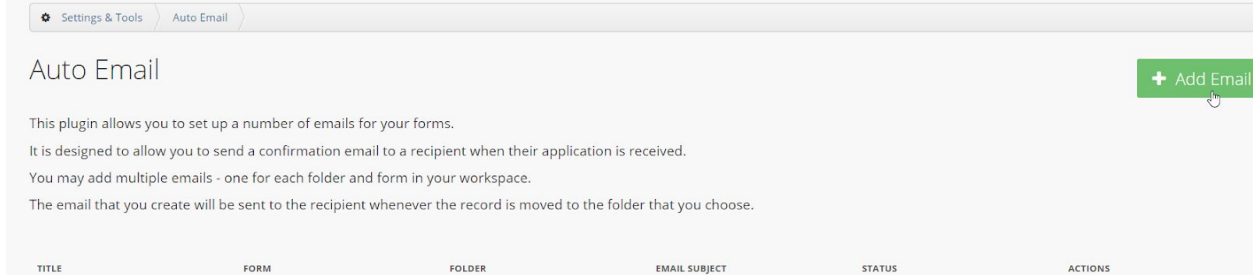 Settings & Tools Auto Email
Auto Email
+ Add Email
This plugin allows you to set up a number of emails for your forms.
It is designed to allow you to send a confirmation email to a recipient when their application is received.
You may add multiple emails - one for each folder and form in your workspace.
The email that you create will be sent to the recipient whenever the record is moved to the folder that you choose.
TITLE FORM FOLDER EMAIL SUBJECT STATUS ACTIONS